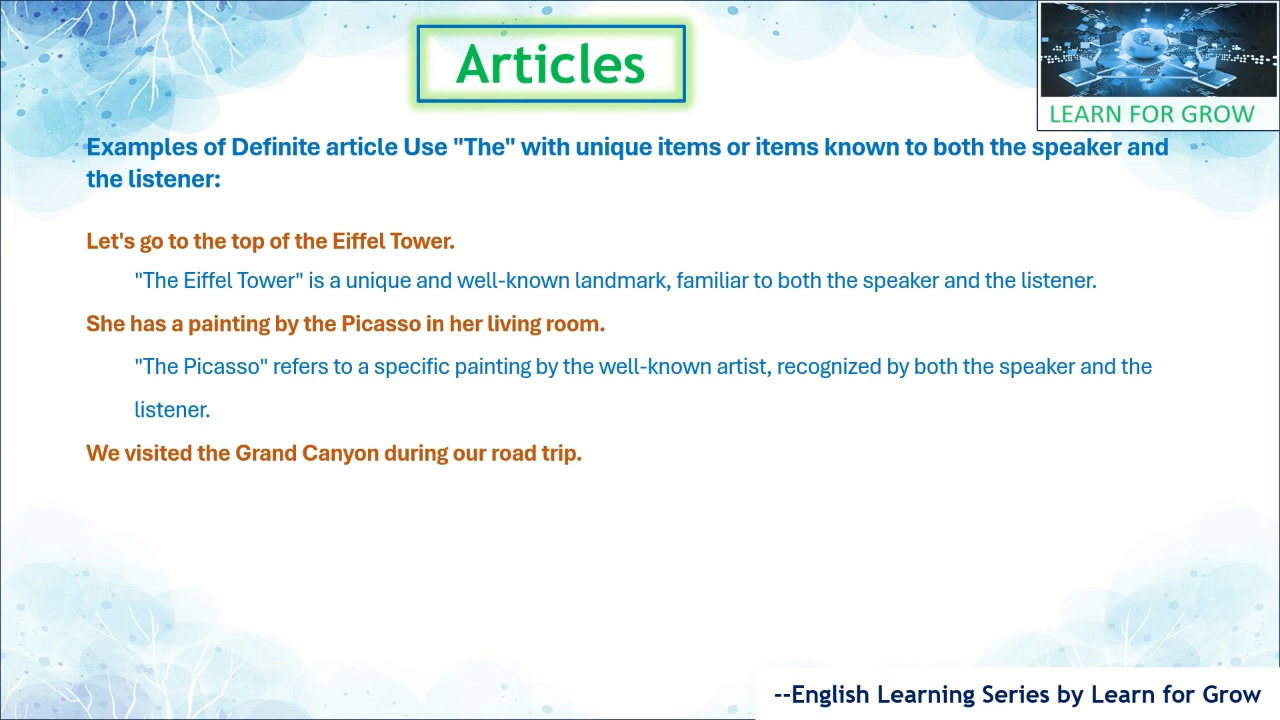 Articles
LEARN FOR GROW
Examples of Definite article Use "The" with unique items or items known to both the speaker and
the listener:
Let's go to the top of the Eiffel Tower.
"The Eiffel Tower" is a unique and well-known landmark, familiar to both the speaker and the listener.
She has a painting by the Picasso in her living room.
"The Picasso" refers to a specific painting by the well-known artist, recognized by both the speaker and the
listener.
We visited the Grand Canyon during our road trip.
--English Learning Series by Learn for Grow